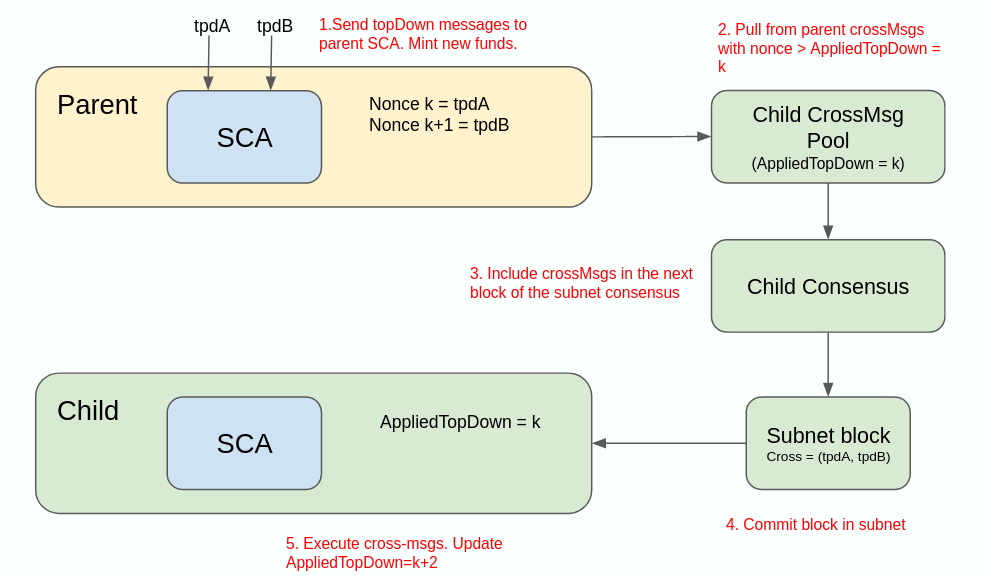 tpdA
tpdB
1.Send topDown messages to
parent SCA. Mint new funds.
2. Pull from parent crossMsgs
with nonce > AppliedTopDown =
k
Parent
SCA
Nonce k = tpdA
Nonce k+1 = tpdB
Child CrossMsg
Pool
(AppliedTopDown = k)
3. Include crossMsgs in the next
block of the subnet consensus
Child Consensus
Child
SCA
AppliedTopDown = k
Subnet block
Cross = (tpdA, tpdB)
4. Commit block in subnet
5. Execute cross-msgs. Update
AppliedTopDown=k+2